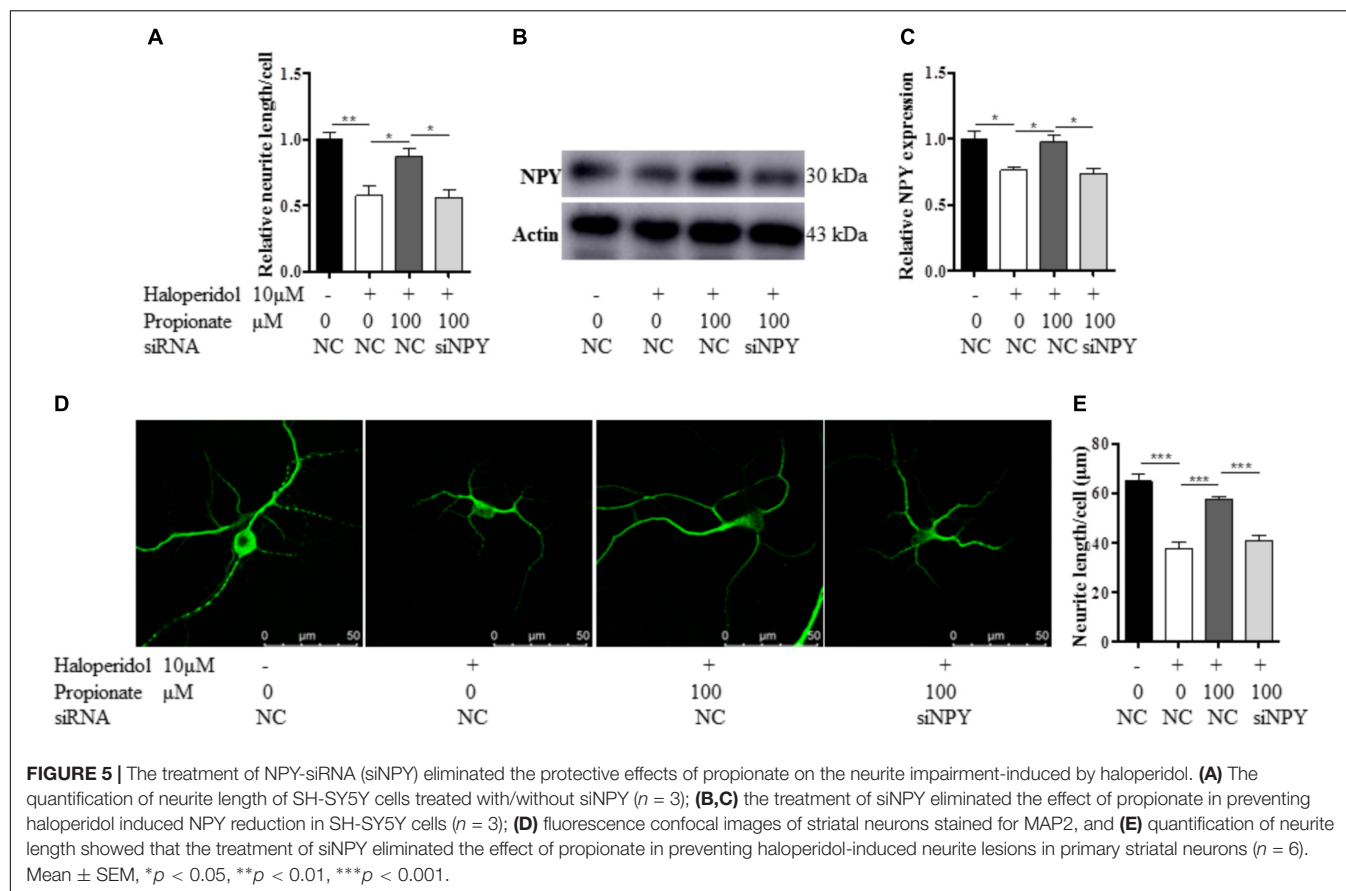 A
B
C
Relative neurite length/cell
1.5
1.0
0.5
0.0
**
*
*
Haloperidol 10µM - + + +
Propionate µM 0 0 100 100
siRNA NC NC NC siNPY
NPY
30 kDa
Actin
43 kDa
- + + +
0 0 100 100
NC NC NC siNPY
Relative NPY expression
1.5
1.0
0.5
0.0
*
*
*
- + + +
0 0 100 100
NC NC NC siNPY
D
E
0 µm 50
0 µm 50
0 µm 50
0 µm 50
Haloperidol 10µM - + + +
Propionate µM 0 0 100 100
siRNA NC NC NC siNPY
Neurite length/cell (µm)
80
60
40
20
0
***
***
***
- + + +
0 0 100 100
NC NC NC siNPY
FIGURE 5 | The treatment of NPY-siRNA (siNPY) eliminated the protective effects of propionate on the neurite impairment-induced by haloperidol. (A) The
quantification of neurite length of SH-SY5Y cells treated with/without siNPY (n = 3); (B,C) the treatment of siNPY eliminated the effect of propionate in preventing
haloperidol induced NPY reduction in SH-SY5Y cells (n = 3); (D) fluorescence confocal images of striatal neurons stained for MAP2, and (E) quantification of neurite
length showed that the treatment of siNPY eliminated the effect of propionate in preventing haloperidol-induced neurite lesions in primary striatal neurons (n = 6).
Mean ± SEM, *p < 0.05, **p < 0.01, ***p < 0.001.